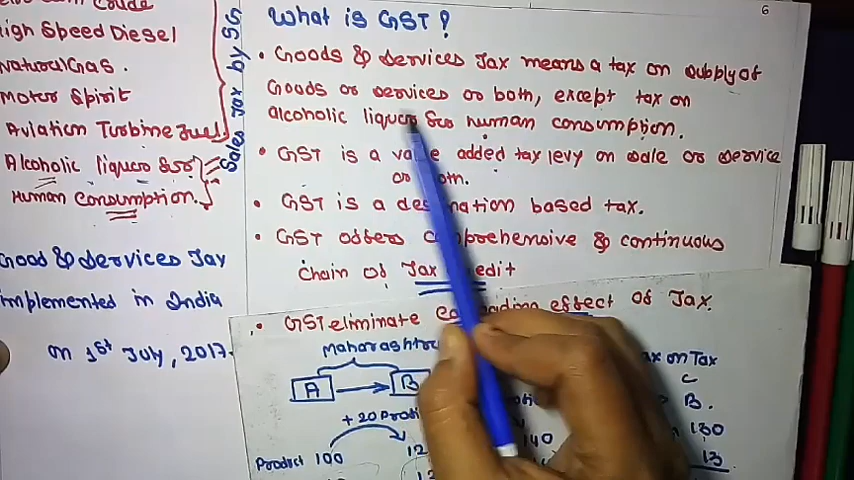 Crude
High Speed Diesel
Natural Gas.
Motor Spirit
Aviation Turbine Fuel
Alcoholic liquor for
Human Consumption.
Sales Tax by SG
Good & Services Tax
implemented in India
on 1st July, 2017.
6
What is GST?
• Goods & Services Tax means a tax on supply of
Goods or services or both, except tax on
alcoholic liquor for human consumption.
• GST is a value added tax levy on sale or service
or both.
• GST is a destination based tax.
• GST offers comprehensive & continuous
chain of Tax credit
• GST eliminate cascading effect of Tax.
Maharashtra
Tax on Tax
A
B
C
B.
+20 Profit
130
140
Product 100
13